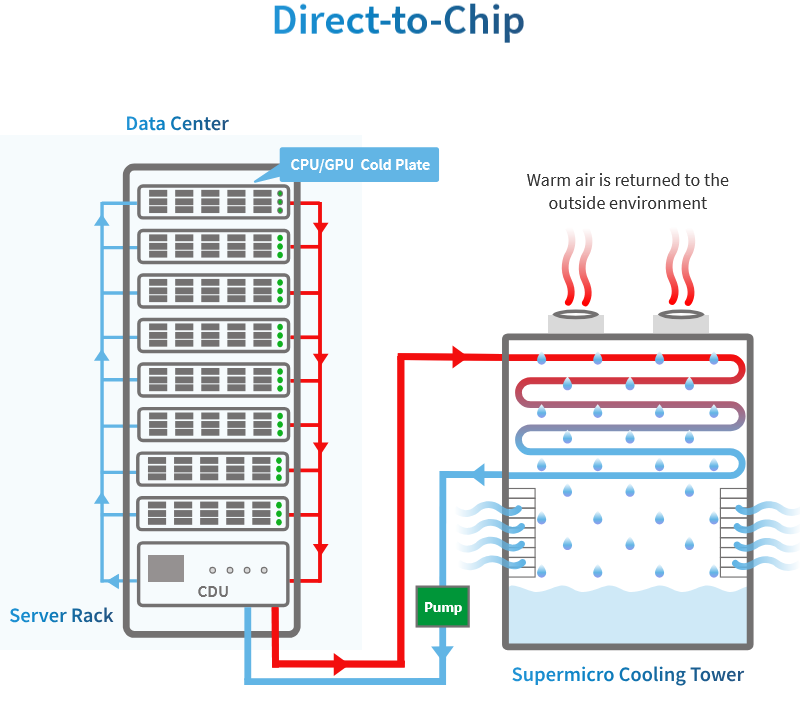 Direct-to-Chip
Data Center
CPU/GPU Cold Plate
Warm air is returned to the
outside environment
CDU
Server Rack
Pump
Supermicro Cooling Tower